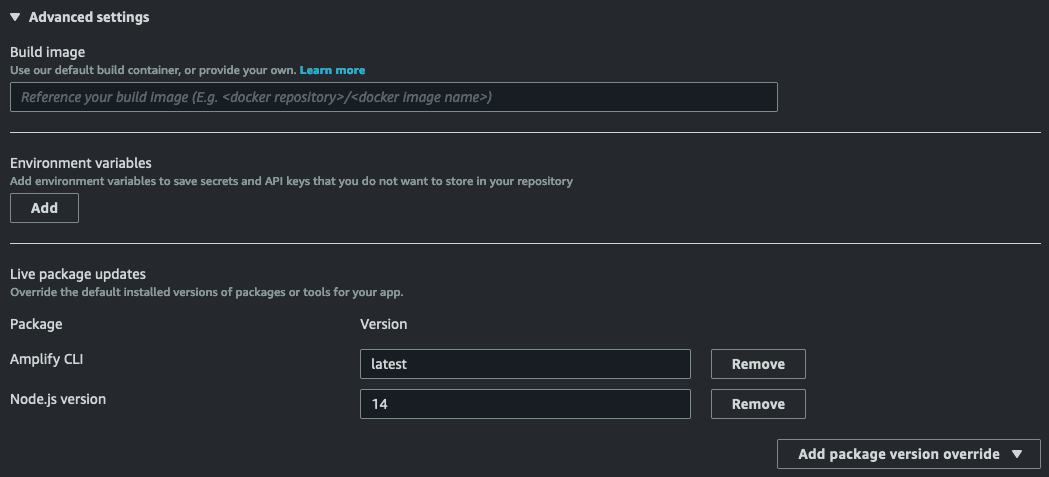 Advanced settings
Build image
Use our default build container, or provide your own. Learn more
Reference your build image (E.g. <docker repository>/<docker image name>)
Environment variables
Add environment variables to save secrets and API keys that you do not want to store in your repository
Add
Live package updates
Override the default installed versions of packages or tools for your app.
Package Version
Amplify CLI latest Remove
Node.js version 14 Remove
Add package version override